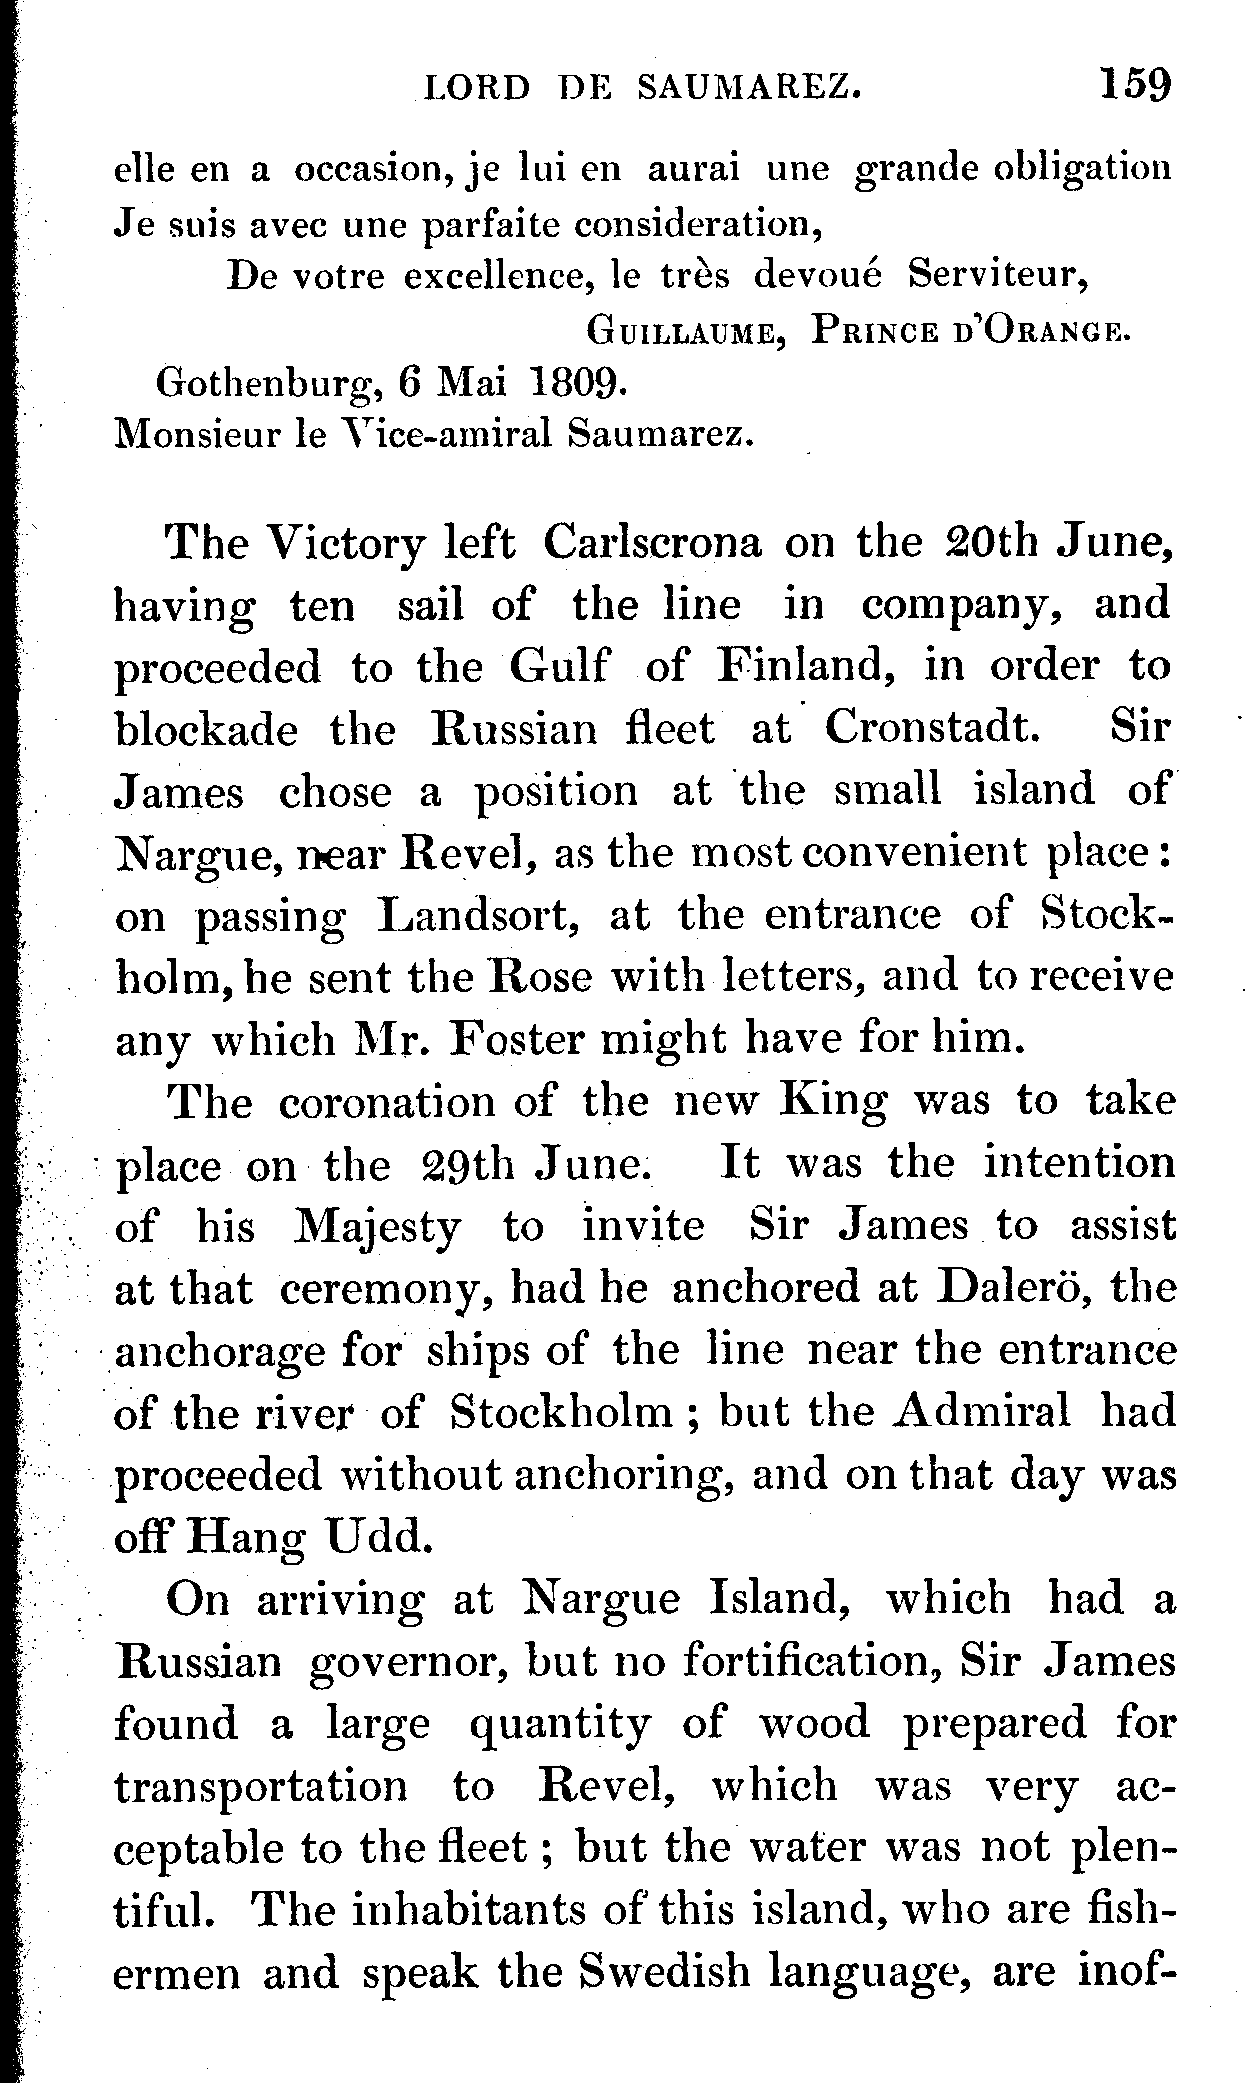 LORD DE SAUMAREZ. 159
elle en a occasion, je lui en aurai une grande obligation
Je suis avec une parfaite consideration,
De votre excellence, le très devoué Serviteur,
GUILLAUME, PRINCE D'ORANGE.
Gothenburg, 6 Mai 1809.
Monsieur le Vice-amiral Saumarez.
The Victory left Carlscrona on the 20th June,
having ten sail of the line in company, and
proceeded to the Gulf of Finland, in order to
blockade the Russian fleet at Cronstadt. Sir
James chose a position at the small island of
Nargue, near Revel, as the most convenient place :
on passing Landsort, at the entrance of Stock-
holm, he sent the Rose with letters, and to receive
any which Mr. Foster might have for him.
The coronation of the new King was to take
place on the 29th June. It was the intention
of his Majesty to invite Sir James to assist
at that ceremony, had he anchored at Dalerö, the
anchorage for ships of the line near the entrance
of the river of Stockholm ; but the Admiral had
proceeded without anchoring, and on that day was
off Hang Udd.
On arriving at Nargue Island, which had a
Russian governor, but no fortification, Sir James
found a large quantity of wood prepared for
transportation to Revel, which was very ac-
ceptable to the fleet ; but the water was not plen-
tiful. The inhabitants of this island, who are fish-
ermen and speak the Swedish language, are inof-